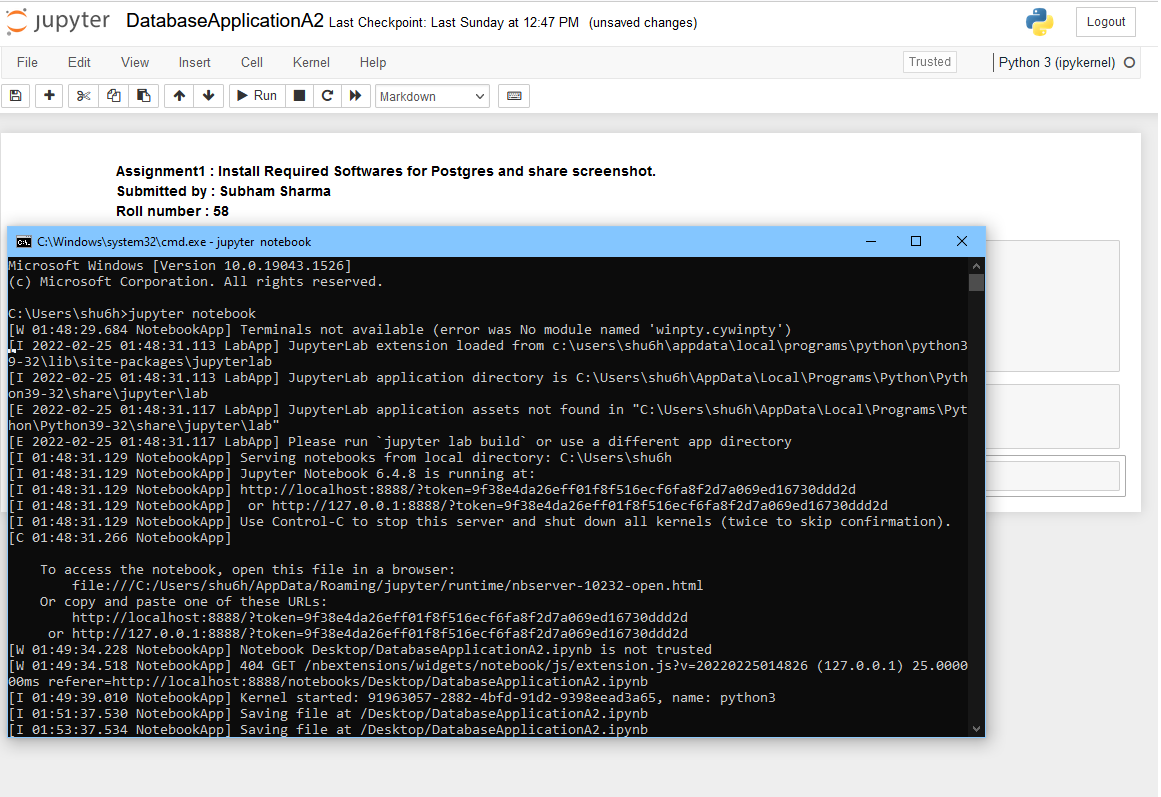 jupyter DatabaseApplicationA2 Last Checkpoint: Last Sunday at 12:47 PM (unsaved changes) Logout
File Edit View Insert Cell Kernel Help Trusted Python 3 (ipykernel)
Run Markdown
Assignment1 : Install Required Softwares for Postgres and share screenshot.
Submitted by : Subham Sharma
Roll number : 58
C:\Windows\system32\cmd.exe - jupyter notebook
Microsoft Windows [Version 10.0.19043.1526]
(c) Microsoft Corporation. All rights reserved.
C:\Users\shu6h>jupyter notebook
[W 01:48:29.684 NotebookApp] Terminals not available (error was No module named 'winpty.cywinpty')
[I 2022-02-25 01:48:31.113 LabApp] JupyterLab extension loaded from c:\users\shu6h\appdata\local\programs\python\python3
9-32\lib\site-packages\jupyterlab
[I 2022-02-25 01:48:31.113 LabApp] JupyterLab application directory is C:\Users\shu6h\AppData\Local\Programs\Python\Pyth
on39-32\share\jupyter\lab
[E 2022-02-25 01:48:31.117 LabApp] JupyterLab application assets not found in "C:\Users\shu6h\AppData\Local\Programs\Pyt
hon\Python39-32\share\jupyter\lab"
[E 2022-02-25 01:48:31.117 LabApp] Please run `jupyter lab build` or use a different app directory
[I 01:48:31.129 NotebookApp] Serving notebooks from local directory: C:\Users\shu6h
[I 01:48:31.129 NotebookApp] Jupyter Notebook 6.4.8 is running at:
[I 01:48:31.129 NotebookApp] http://localhost:8888/?token=9f38e4da26eff01f8f516ecf6fa8f2d7a069ed16730ddd2d
[I 01:48:31.129 NotebookApp]  or http://127.0.0.1:8888/?token=9f38e4da26eff01f8f516ecf6fa8f2d7a069ed16730ddd2d
[I 01:48:31.129 NotebookApp] Use Control-C to stop this server and shut down all kernels (twice to skip confirmation).
[C 01:48:31.266 NotebookApp]
To access the notebook, open this file in a browser:
file:///C:/Users/shu6h/AppData/Roaming/jupyter/runtime/nbserver-10232-open.html
Or copy and paste one of these URLs:
http://localhost:8888/?token=9f38e4da26eff01f8f516ecf6fa8f2d7a069ed16730ddd2d
or http://127.0.0.1:8888/?token=9f38e4da26eff01f8f516ecf6fa8f2d7a069ed16730ddd2d
[W 01:49:34.228 NotebookApp] Notebook Desktop/DatabaseApplicationA2.ipynb is not trusted
[W 01:49:34.518 NotebookApp] 404 GET /nbextensions/widgets/notebook/js/extension.js?v=20220225014826 (127.0.0.1) 25.0000
00ms referer=http://localhost:8888/notebooks/Desktop/DatabaseApplicationA2.ipynb
[I 01:49:39.010 NotebookApp] Kernel started: 91963057-2882-4bfd-91d2-9398eead3a65, name: python3
[I 01:51:37.530 NotebookApp] Saving file at /Desktop/DatabaseApplicationA2.ipynb
[I 01:53:37.534 NotebookApp] Saving file at /Desktop/DatabaseApplicationA2.ipynb